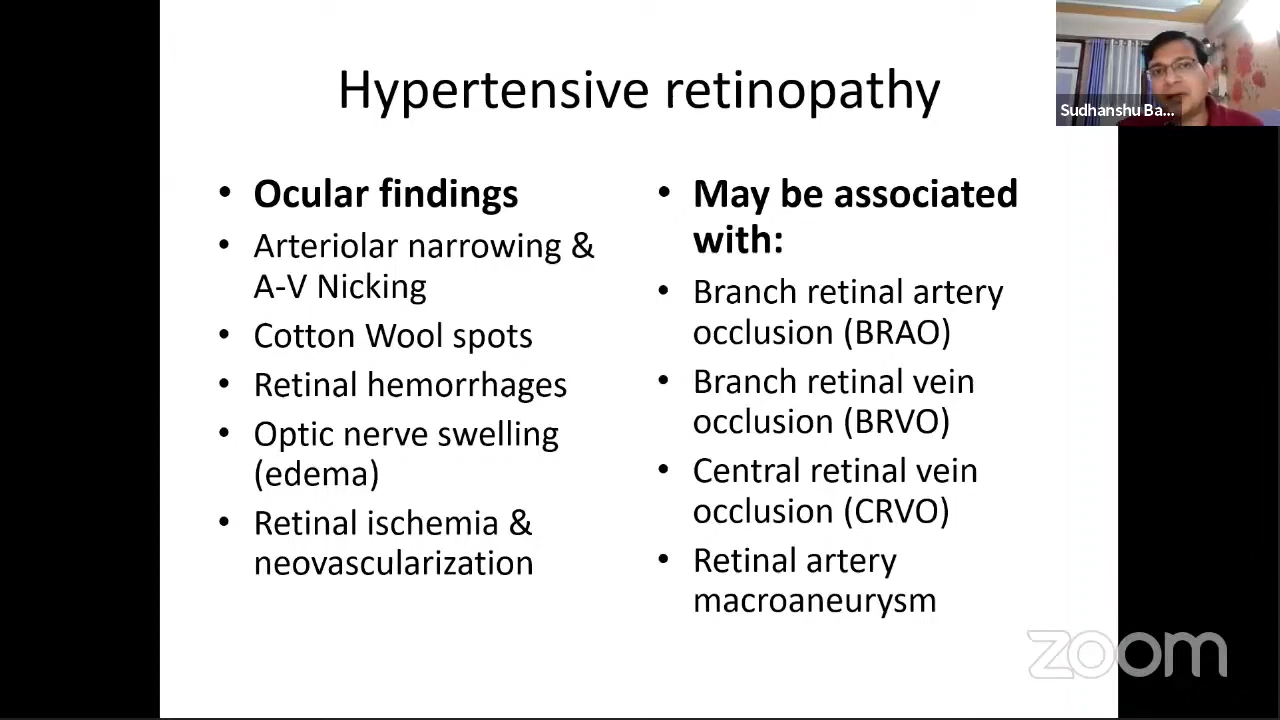 Hypertensive retinopathy
Sudhanshu Ba...
• Ocular findings
• Arteriolar narrowing &
A-V Nicking
• Cotton Wool spots
• Retinal hemorrhages
• Optic nerve swelling
(edema)
• Retinal ischemia &
neovascularization
• May be associated
with:
• Branch retinal artery
occlusion (BRAO)
• Branch retinal vein
occlusion (BRVO)
• Central retinal vein
occlusion (CRVO)
• Retinal artery
macroaneurysm
zoom